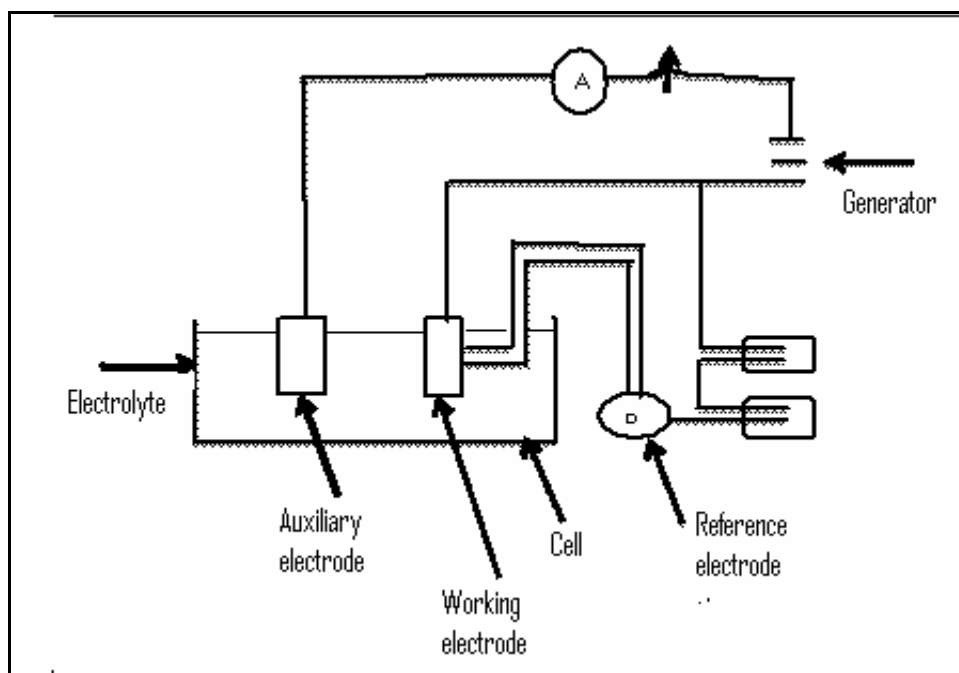 A
Generator
Electrolyte
D
Auxiliary
electrode
Cell
Reference
electrode
Working
electrode